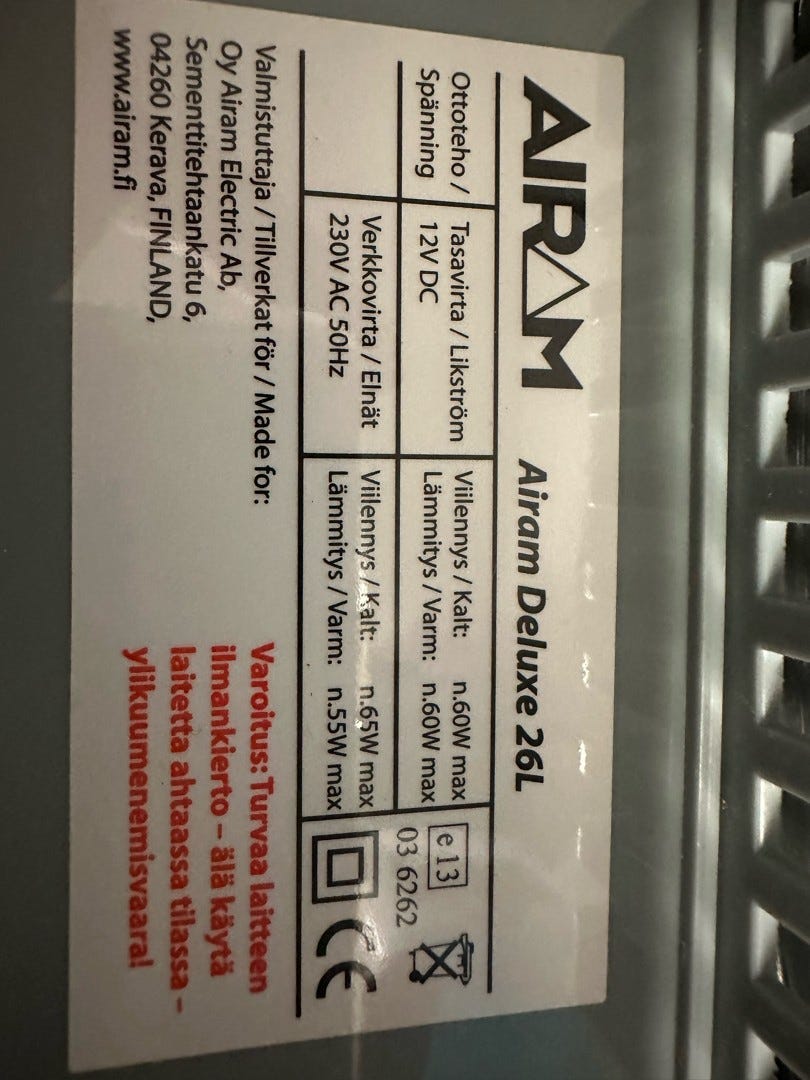 AIRAM Airam Deluxe 26L
Ottoteho /
Spänning
Tasavirta / Likström
12V DC
Viilennys / Kalt: n.60W max
Lämmitys / Varm: n.60W max
Verkkovirta / Elnät
230V AC 50Hz
Viilennys / Kalt: n.65W max
Lämmitys / Varm: n.55W max
e 13
03 6262
CE
Valmistuttaja / Tillverkat för / Made for:
Oy Airam Electric Ab,
Sementtitehtaankatu 6,
04260 Kerava, FINLAND,
www.airam.fi
Varoitus: Turvaa laitteen
ilmankierto – älä käytä
laitetta ahtaassa tilassa –
ylikuumenemisvaara!